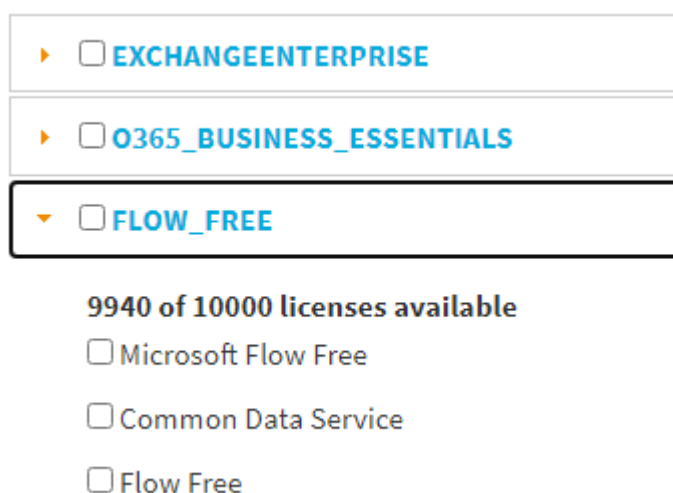 EXCHANGEENTERPRISE
O365_BUSINESS_ESSENTIALS
FLOW_FREE
9940 of 10000 licenses available
Microsoft Flow Free
Common Data Service
Flow Free